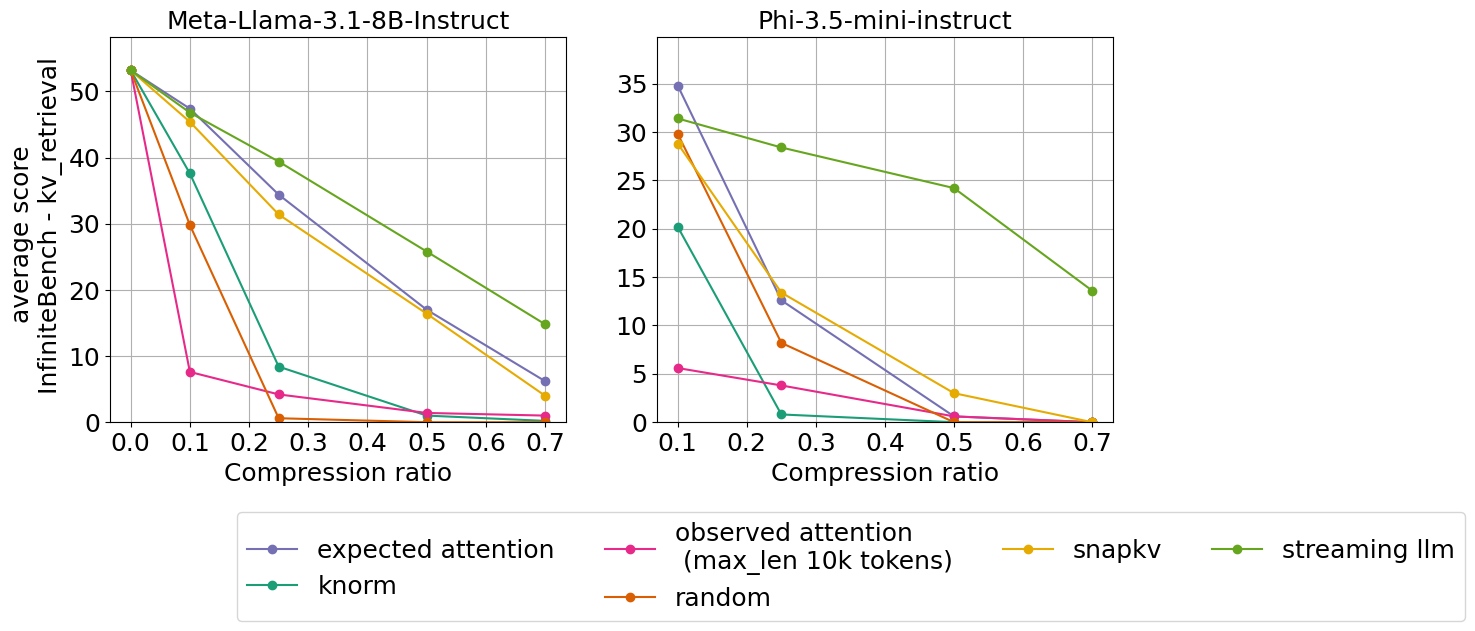 Meta-Llama-3.1-8B-Instruct
average score
InfiniteBench - kv_retrieval
50
40
30
20
10
0
0.0 0.1 0.2 0.3 0.4 0.5 0.6 0.7
Compression ratio
Phi-3.5-mini-instruct
35
30
25
20
15
10
5
0
0.1 0.2 0.3 0.4 0.5 0.6 0.7
Compression ratio
expected attention
knorm
observed attention
(max_len 10k tokens)
random
snapkv
streaming llm